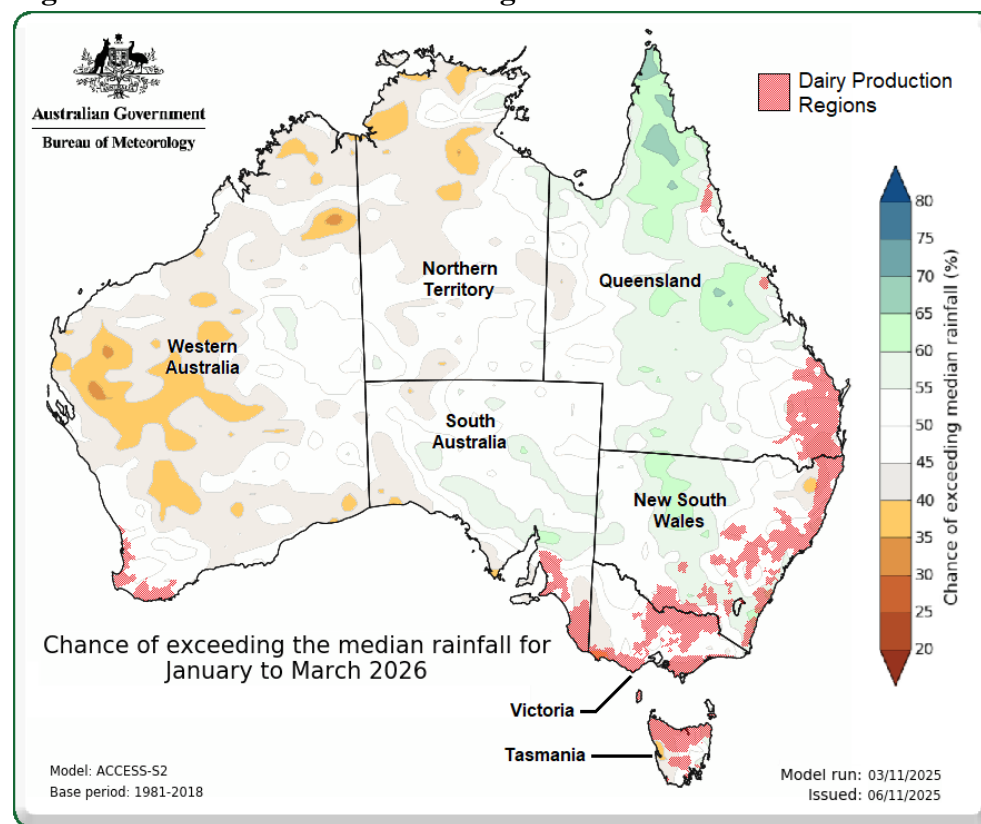 Australian Government
Bureau of Meteorology
Dairy Production
Regions
Northern
Territory
Queensland
Western
Australia
South
Australia
New South
Wales
80
75
70
65
60
55
50
45
40
35
30
25
20
Chance of exceeding median rainfall (%)
Chance of exceeding the median rainfall for
January to March 2026
Victoria
Tasmania
Model: ACCESS-S2
Base period: 1981-2018
Model run: 03/11/2025
Issued: 06/11/2025